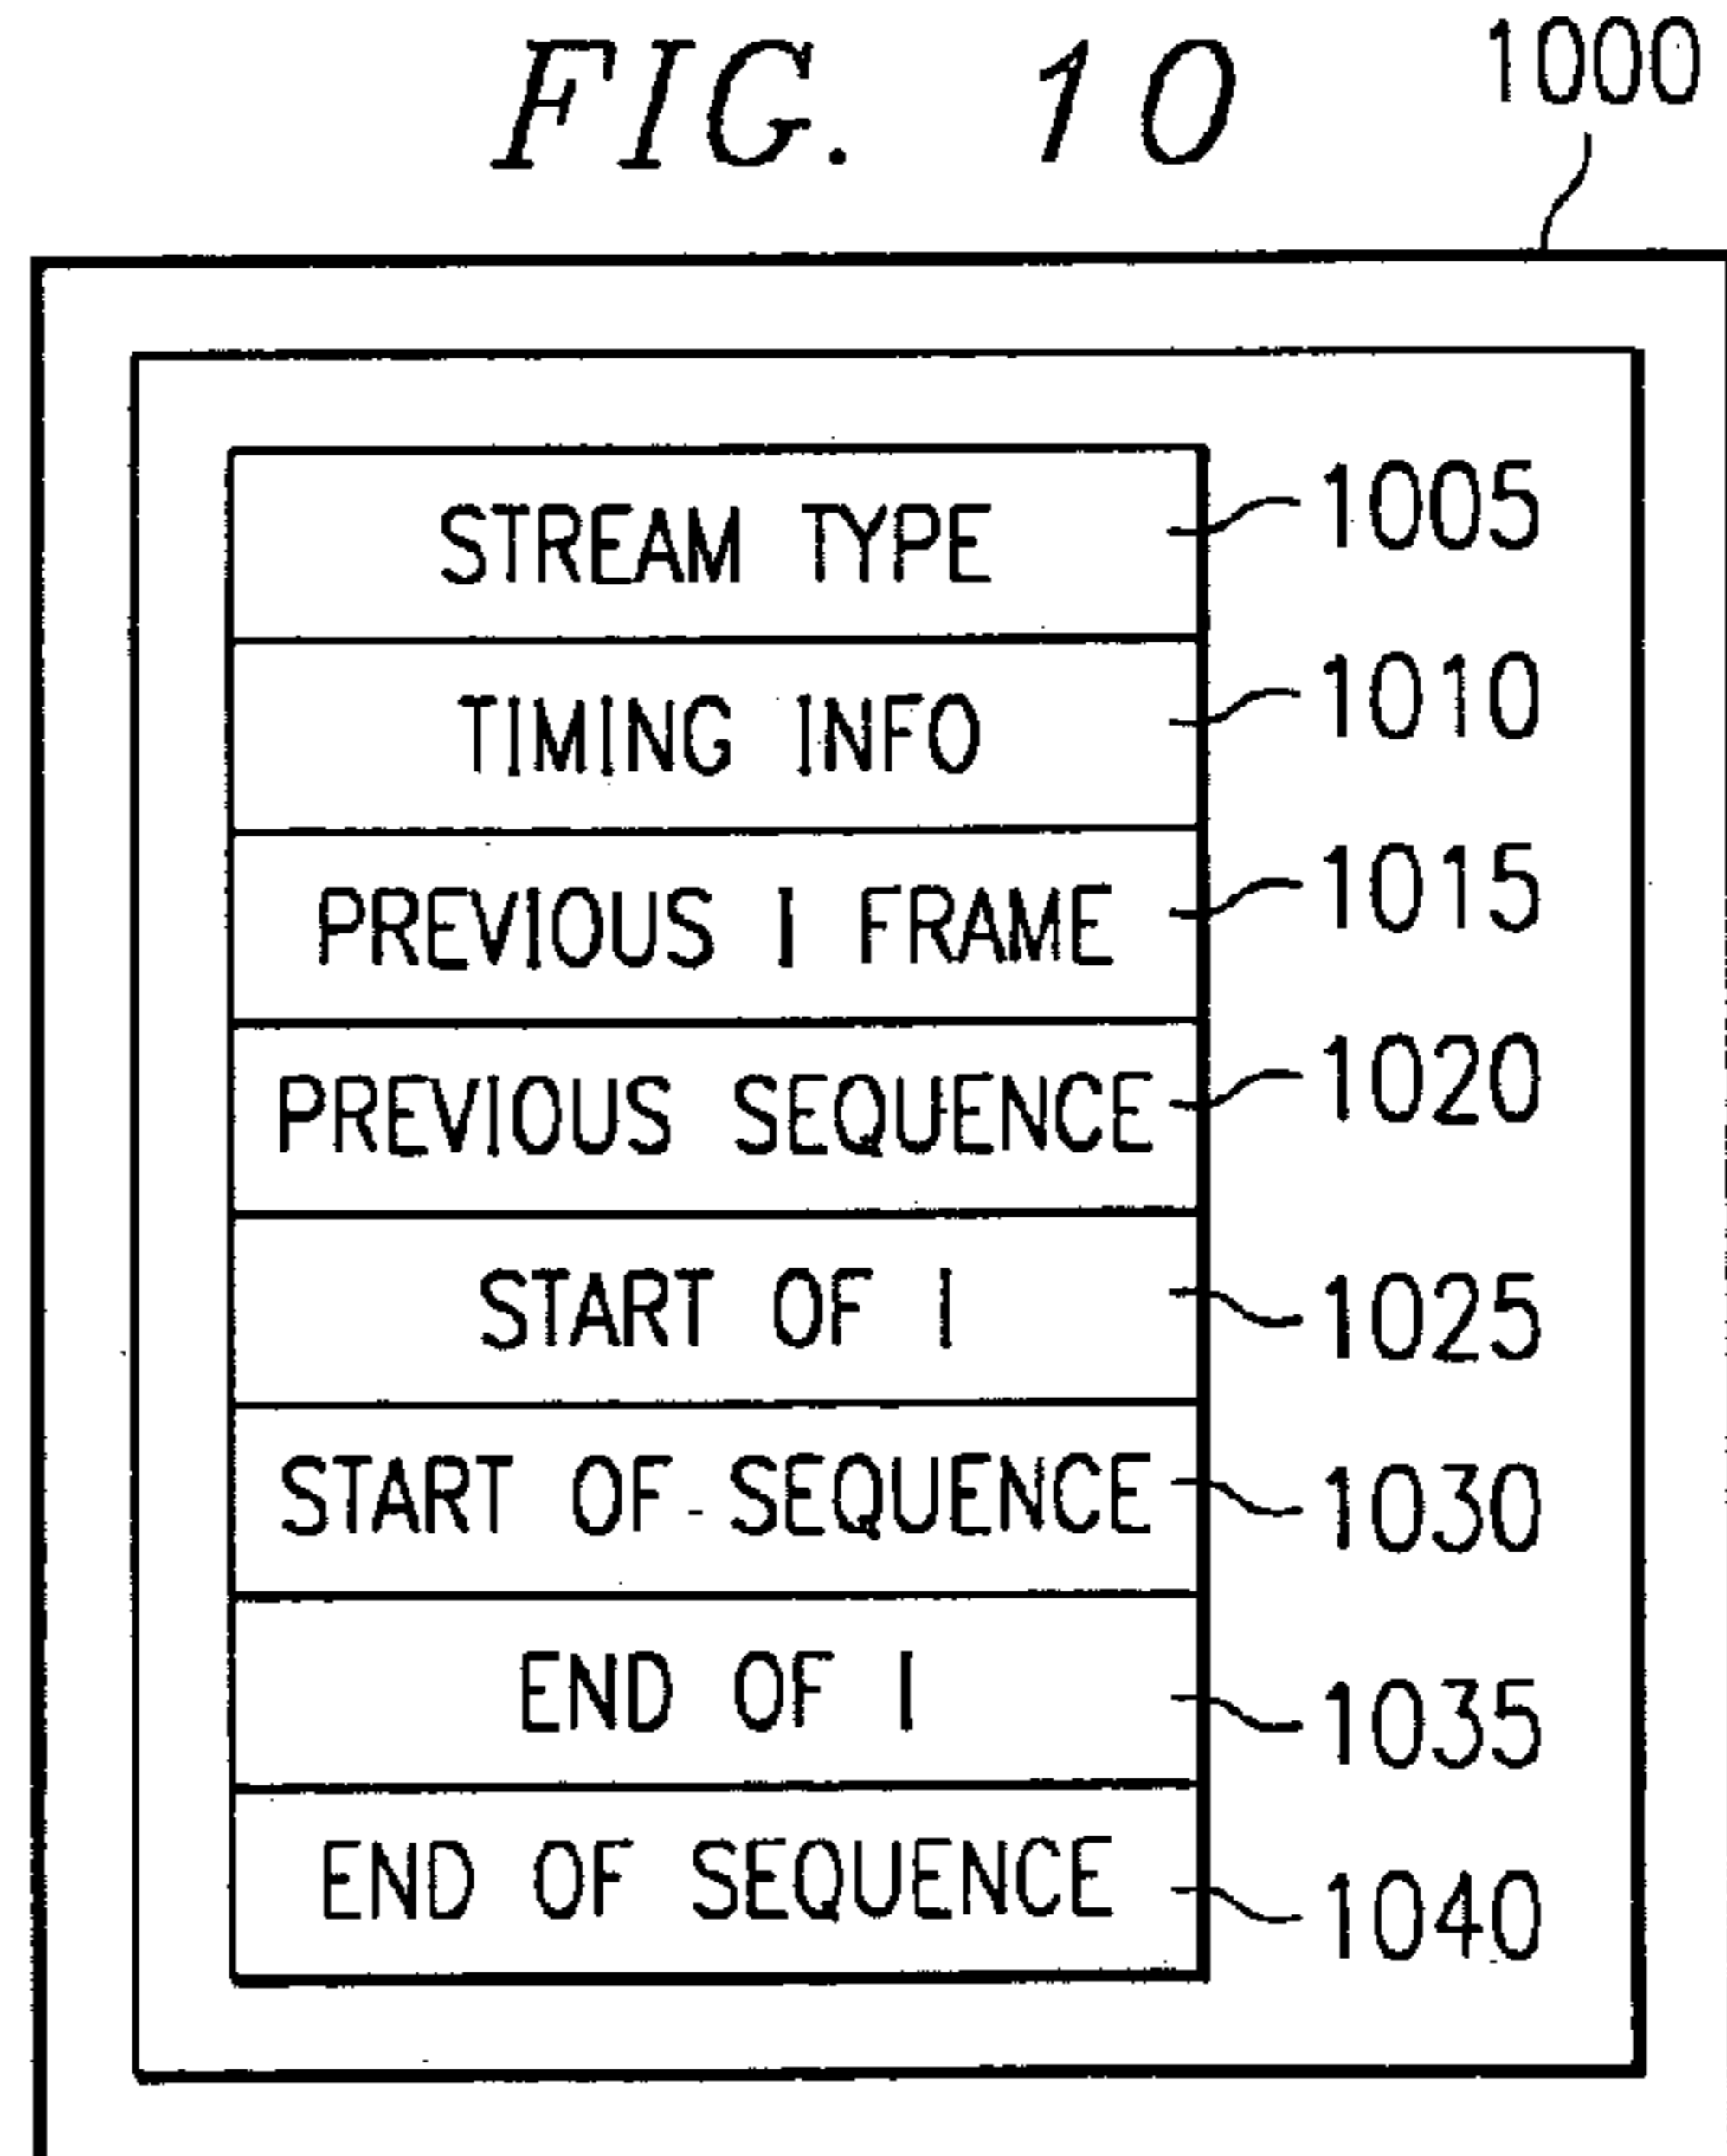 FIG. 10
1000
STREAM TYPE 1005
TIMING INFO 1010
PREVIOUS I FRAME 1015
PREVIOUS SEQUENCE 1020
START OF I 1025
START OF SEQUENCE 1030
END OF I 1035
END OF SEQUENCE 1040